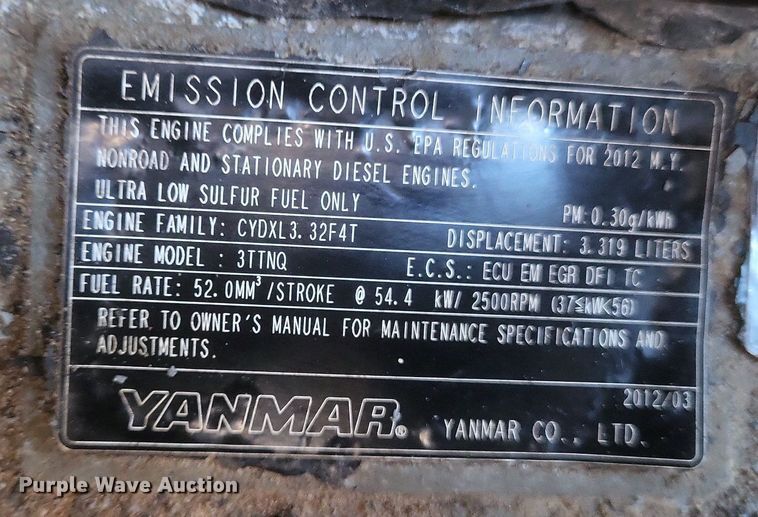 EMISSION CONTROL INFORMATION
THIS ENGINE COMPLIES WITH U.S. EPA REGULATIONS FOR 2012 M.Y.
NONROAD AND STATIONARY DIESEL ENGINES.
ULTRA LOW SULFUR FUEL ONLY PM:0.30g/kWh
ENGINE FAMILY: CYDXL3.32F4T DISPLACEMENT: 3.319 LITERS
ENGINE MODEL : 3TTNQ E.C.S.: ECU EM EGR DFI TC
FUEL RATE: 52.0MM³/STROKE @ 54.4 kW/ 2500RPM (37≦kW<56)
REFER TO OWNER'S MANUAL FOR MAINTENANCE SPECIFICATIONS AND
ADJUSTMENTS.
2012/03
YANMAR® YANMAR CO., LTD.
Purple Wave Auction